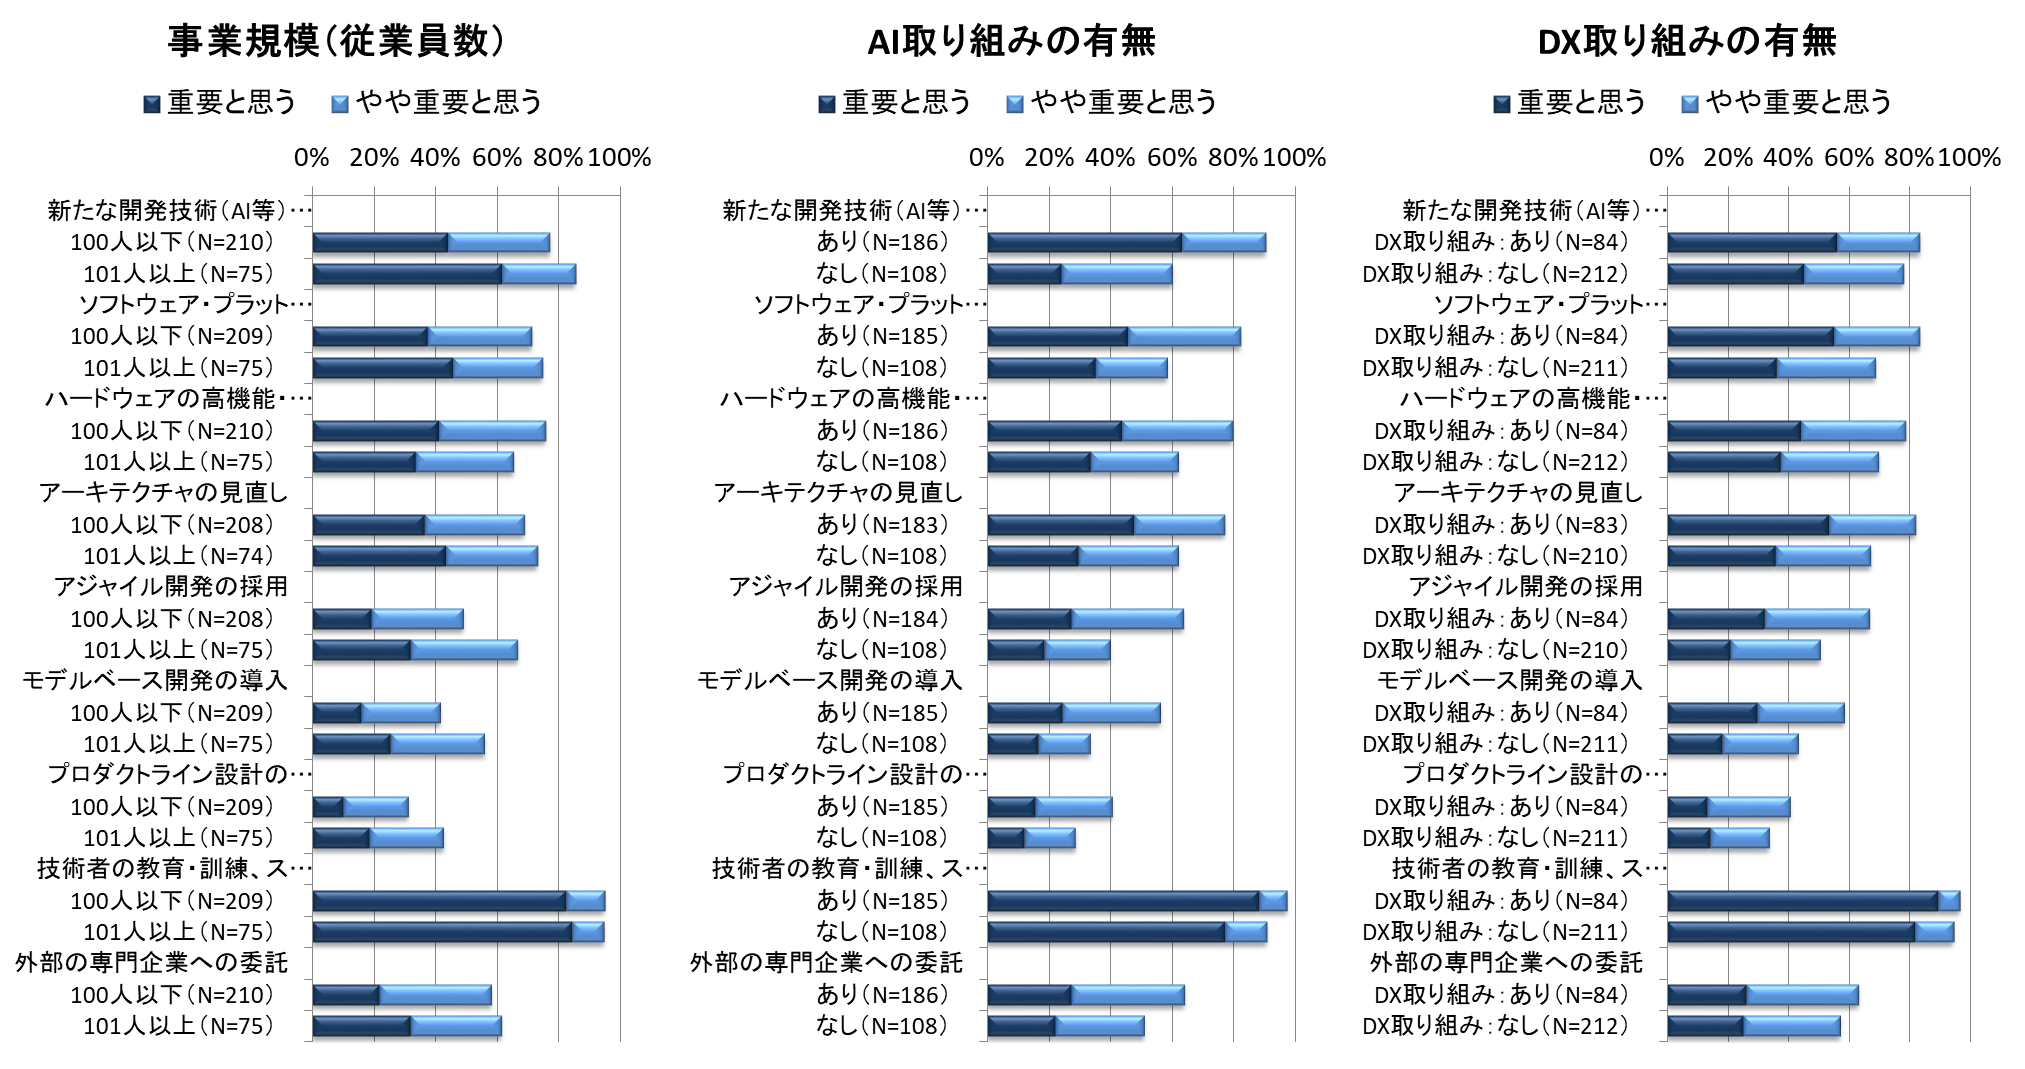 事業規模（従業員数）
重要と思う やや重要と思う
0% 20% 40% 60% 80% 100%
新たな開発技術（AI等）…
100人以下（N=210）
101人以上（N=75）
ソフトウェア・プラット…
100人以下（N=209）
101人以上（N=75）
ハードウェアの高機能・…
100人以下（N=210）
101人以上（N=75）
アーキテクチャの見直し
100人以下（N=208）
101人以上（N=74）
アジャイル開発の採用
100人以下（N=208）
101人以上（N=75）
モデルベース開発の導入
100人以下（N=209）
101人以上（N=75）
プロダクトライン設計の…
100人以下（N=209）
101人以上（N=75）
技術者の教育・訓練、ス…
100人以下（N=209）
101人以上（N=75）
外部の専門企業への委託
100人以下（N=210）
101人以上（N=75）
AI取り組みの有無
重要と思う やや重要と思う
0% 20% 40% 60% 80% 100%
新たな開発技術（AI等）…
あり（N=186）
なし（N=108）
ソフトウェア・プラット…
あり（N=185）
なし（N=108）
ハードウェアの高機能・…
あり（N=186）
なし（N=108）
アーキテクチャの見直し
あり（N=183）
なし（N=108）
アジャイル開発の採用
あり（N=184）
なし（N=108）
モデルベース開発の導入
あり（N=185）
なし（N=108）
プロダクトライン設計の…
あり（N=185）
なし（N=108）
技術者の教育・訓練、ス…
あり（N=185）
なし（N=108）
外部の専門企業への委託
あり（N=186）
なし（N=108）
DX取り組みの有無
重要と思う やや重要と思う
0% 20% 40% 60% 80% 100%
新たな開発技術（AI等）…
DX取り組み：あり（N=84）
DX取り組み：なし（N=212）
ソフトウェア・プラット…
DX取り組み：あり（N=84）
DX取り組み：なし（N=211）
ハードウェアの高機能・…
DX取り組み：あり（N=84）
DX取り組み：なし（N=212）
アーキテクチャの見直し
DX取り組み：あり（N=83）
DX取り組み：なし（N=210）
アジャイル開発の採用
DX取り組み：あり（N=84）
DX取り組み：なし（N=210）
モデルベース開発の導入
DX取り組み：あり（N=84）
DX取り組み：なし（N=211）
プロダクトライン設計の…
DX取り組み：あり（N=84）
DX取り組み：なし（N=211）
技術者の教育・訓練、ス…
DX取り組み：あり（N=84）
DX取り組み：なし（N=211）
外部の専門企業への委託
DX取り組み：あり（N=84）
DX取り組み：なし（N=212）